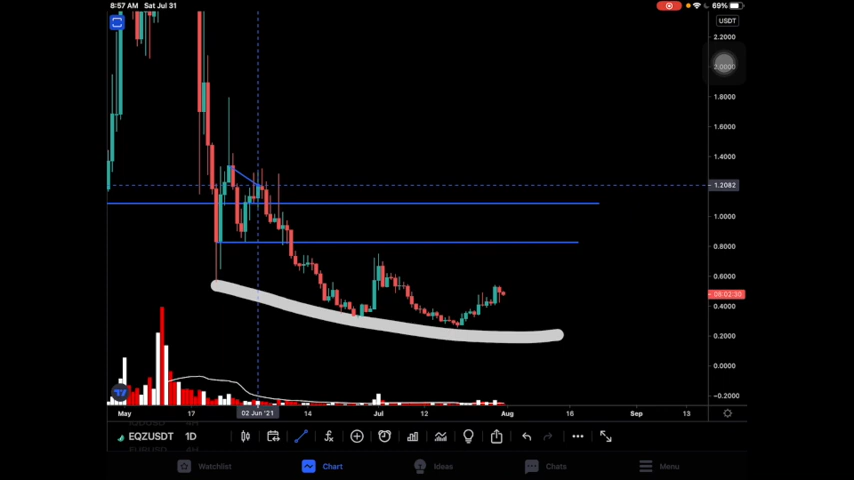 8:57 AM Sat Jul 31
69%
USDT
2.2000
2.0000
1.8000
1.6000
1.4000
1.2082
1.0000
0.8000
0.6000
08:02:30
0.4000
0.2000
0.0000
-0.2000
May 17 02 Jun '21 14 Jul 12 Aug 16 Sep 13
EQZUSDT 1D
EURUSD
Watchlist Chart Ideas Chats Menu